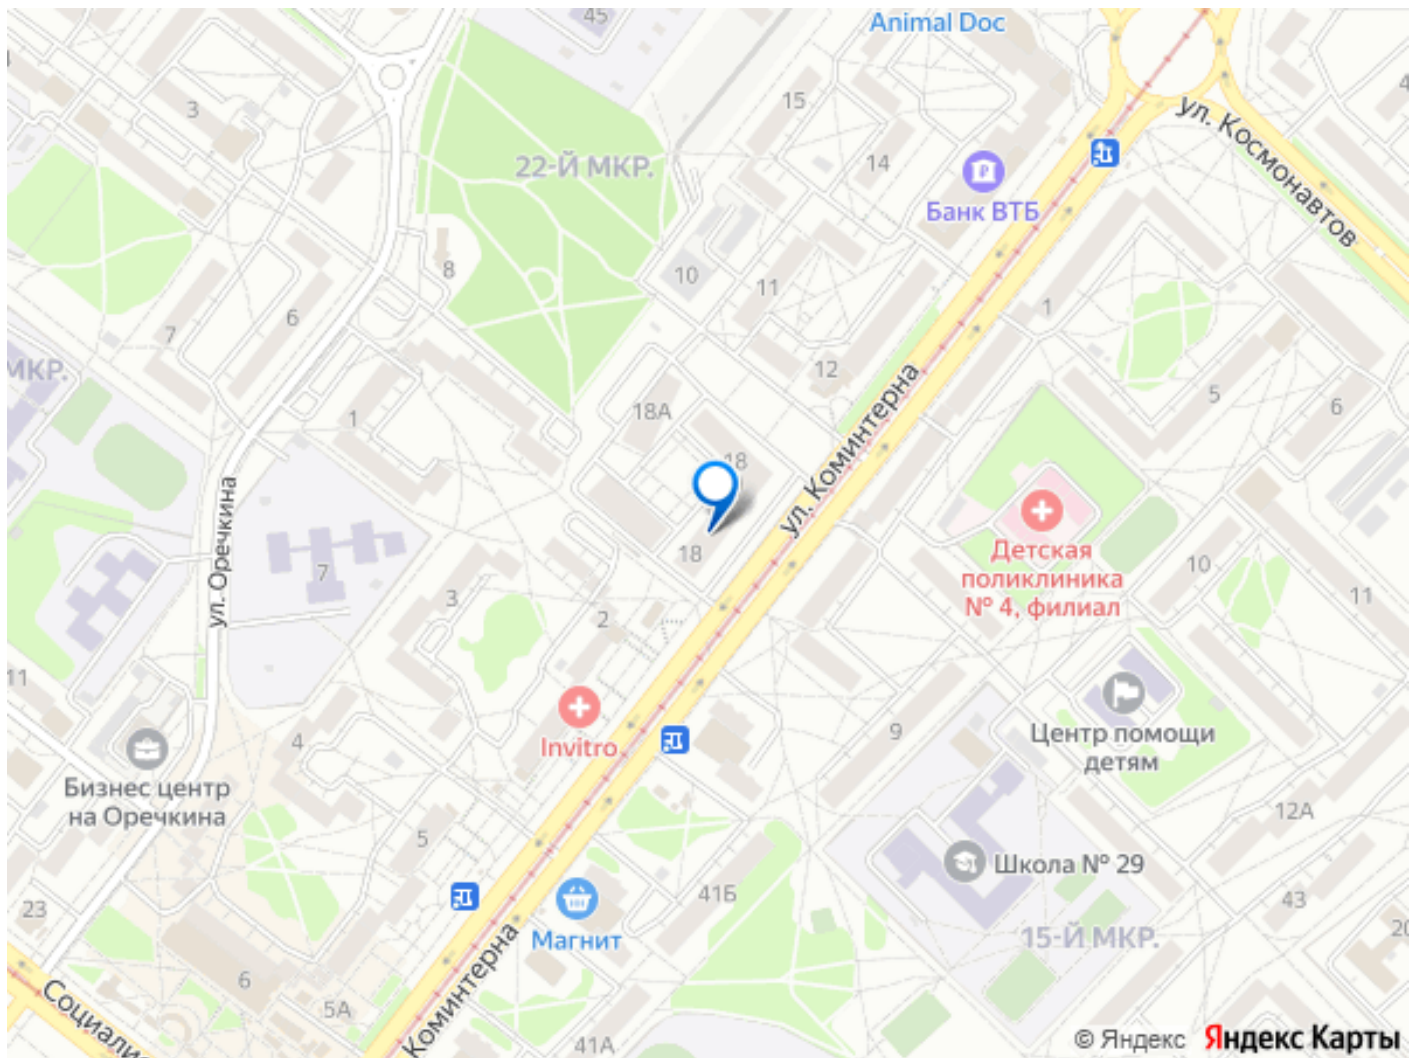 45
Animal Doc
3
15
22-Й МКР.
14
ул. Космонавтов
Банк ВТБ
8
10
11
6
7
1
МКР.
12
ул. Коминтерна
5
6
18А
1
18
ул. Оречкина
18
Детская
поликлиника
№ 4, филиал
10
11
7
3
2
11
Invitro
4
9
Центр помощи
детям
Бизнес центр
на Оречкина
5
12А
Школа № 29
41Б
43
23
Магнит
15-Й МКР.
20
6
5А
Коминтерна
Социалис
41А
© Яндекс Яндекс Карты